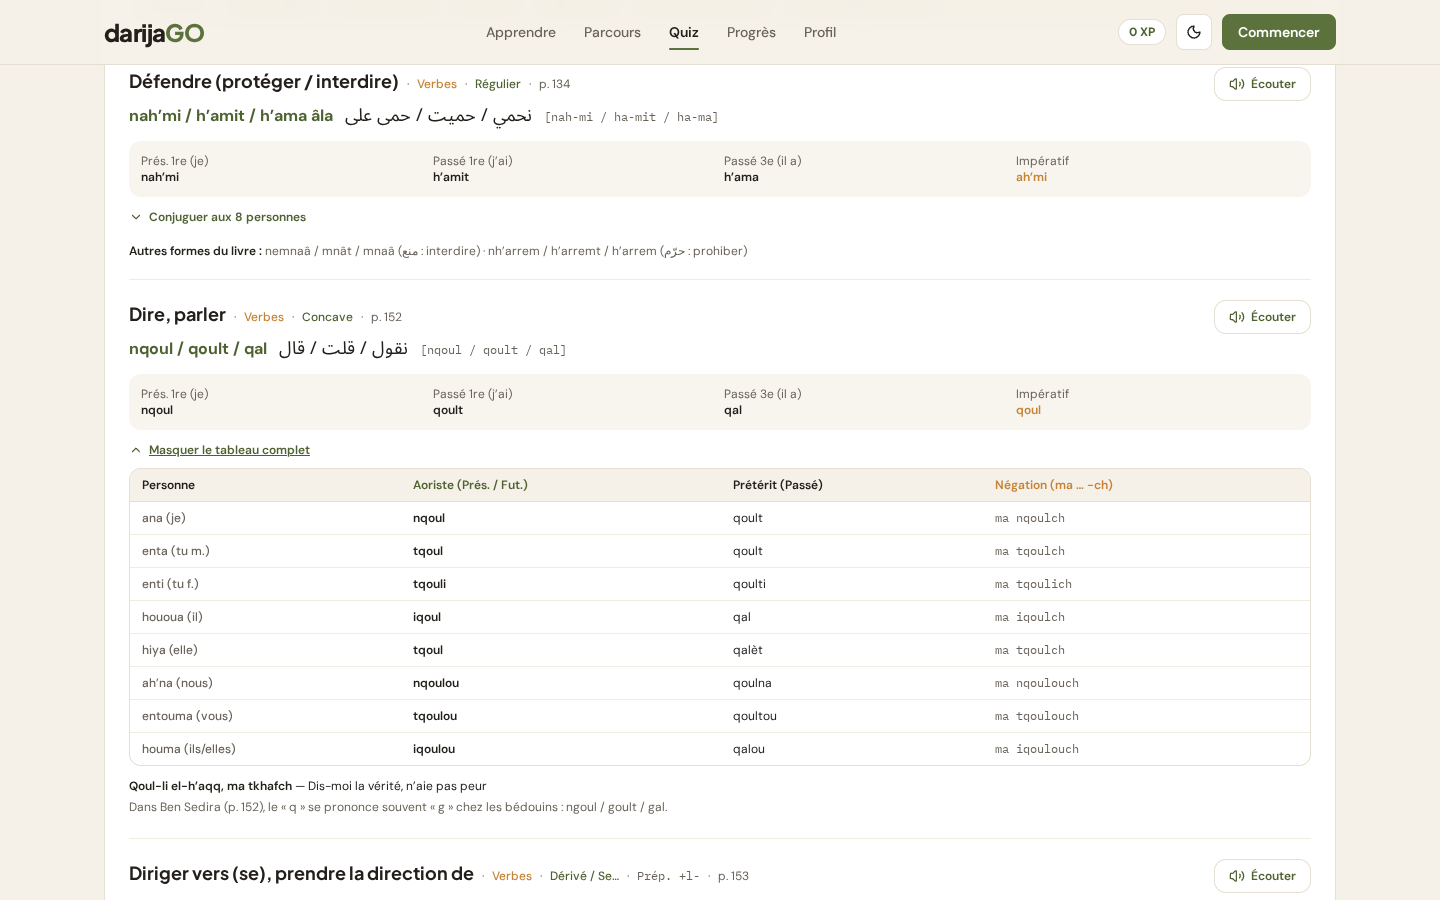 darijaGO
Apprendre Parcours Quiz Progrès Profil
0 XP
Commencer
Défendre (protéger / interdire) · Verbes · Régulier · p. 134
Écouter
nah’mi / h’amit / h’ama âla نحمي / حميت / حمى على [nah-mi / ha-mit / ha-ma]
Prés. 1re (je) Passé 1re (j’ai) Passé 3e (il a) Impératif
nah’mi h’amit h’ama ah’mi
Conjuguer aux 8 personnes
Autres formes du livre : nemnaâ / mnât / mnaâ (منع : interdire) · nh’arrem / h’arremt / h’arrem (حرّم : prohiber)
Dire, parler · Verbes · Concave · p. 152
Écouter
nqoul / qoult / qal نقول / قلت / قال [nqoul / qoult / qal]
Prés. 1re (je) Passé 1re (j’ai) Passé 3e (il a) Impératif
nqoul qoult qal qoul
Masquer le tableau complet
Personne Aoriste (Prés. / Fut.) Prétérit (Passé) Négation (ma … -ch)
ana (je) nqoul qoult ma nqoulch
enta (tu m.) tqoul qoult ma tqoulch
enti (tu f.) tqouli qoulti ma tqoulich
hououa (il) iqoul qal ma iqoulch
hiya (elle) tqoul qalèt ma tqoulch
ah’na (nous) nqoulou qoulna ma nqoulouch
entouma (vous) tqoulou qoultou ma tqoulouch
houma (ils/elles) iqoulou qalou ma iqoulouch
Qoul-li el-h’aqq, ma tkhafch — Dis-moi la vérité, n’aie pas peur
Dans Ben Sedira (p. 152), le « q » se prononce souvent « g » chez les bédouins : ngoul / goult / gal.
Diriger vers (se), prendre la direction de · Verbes · Dérivé / Se… · Prép. +l- · p. 153
Écouter